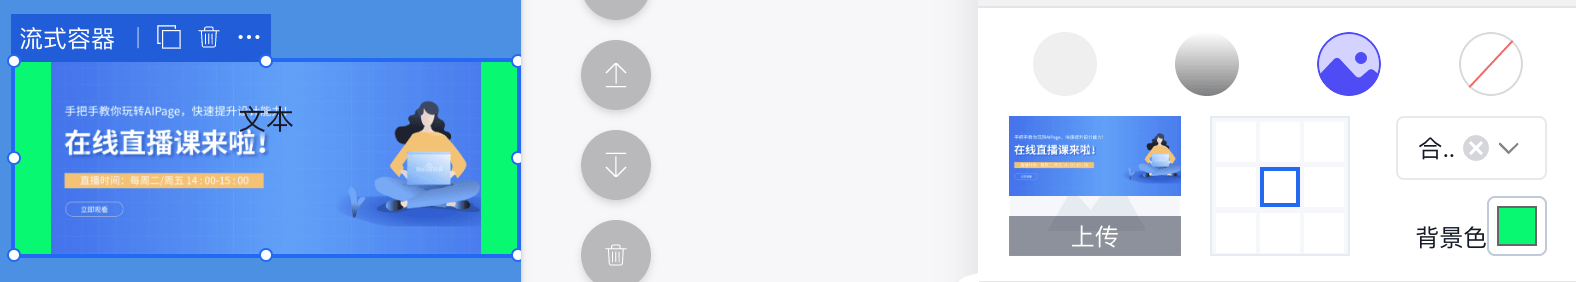 流式容器
手把手教你玩转AIPage，快速提升设计能力！
文本
在线直播课来啦！
直播时间：每周二/周五 14 : 00-15 : 00
立即观看
手把手教你玩转AIPage，快速提升设计能力！
在线直播课来啦！
上传
合..
背景色